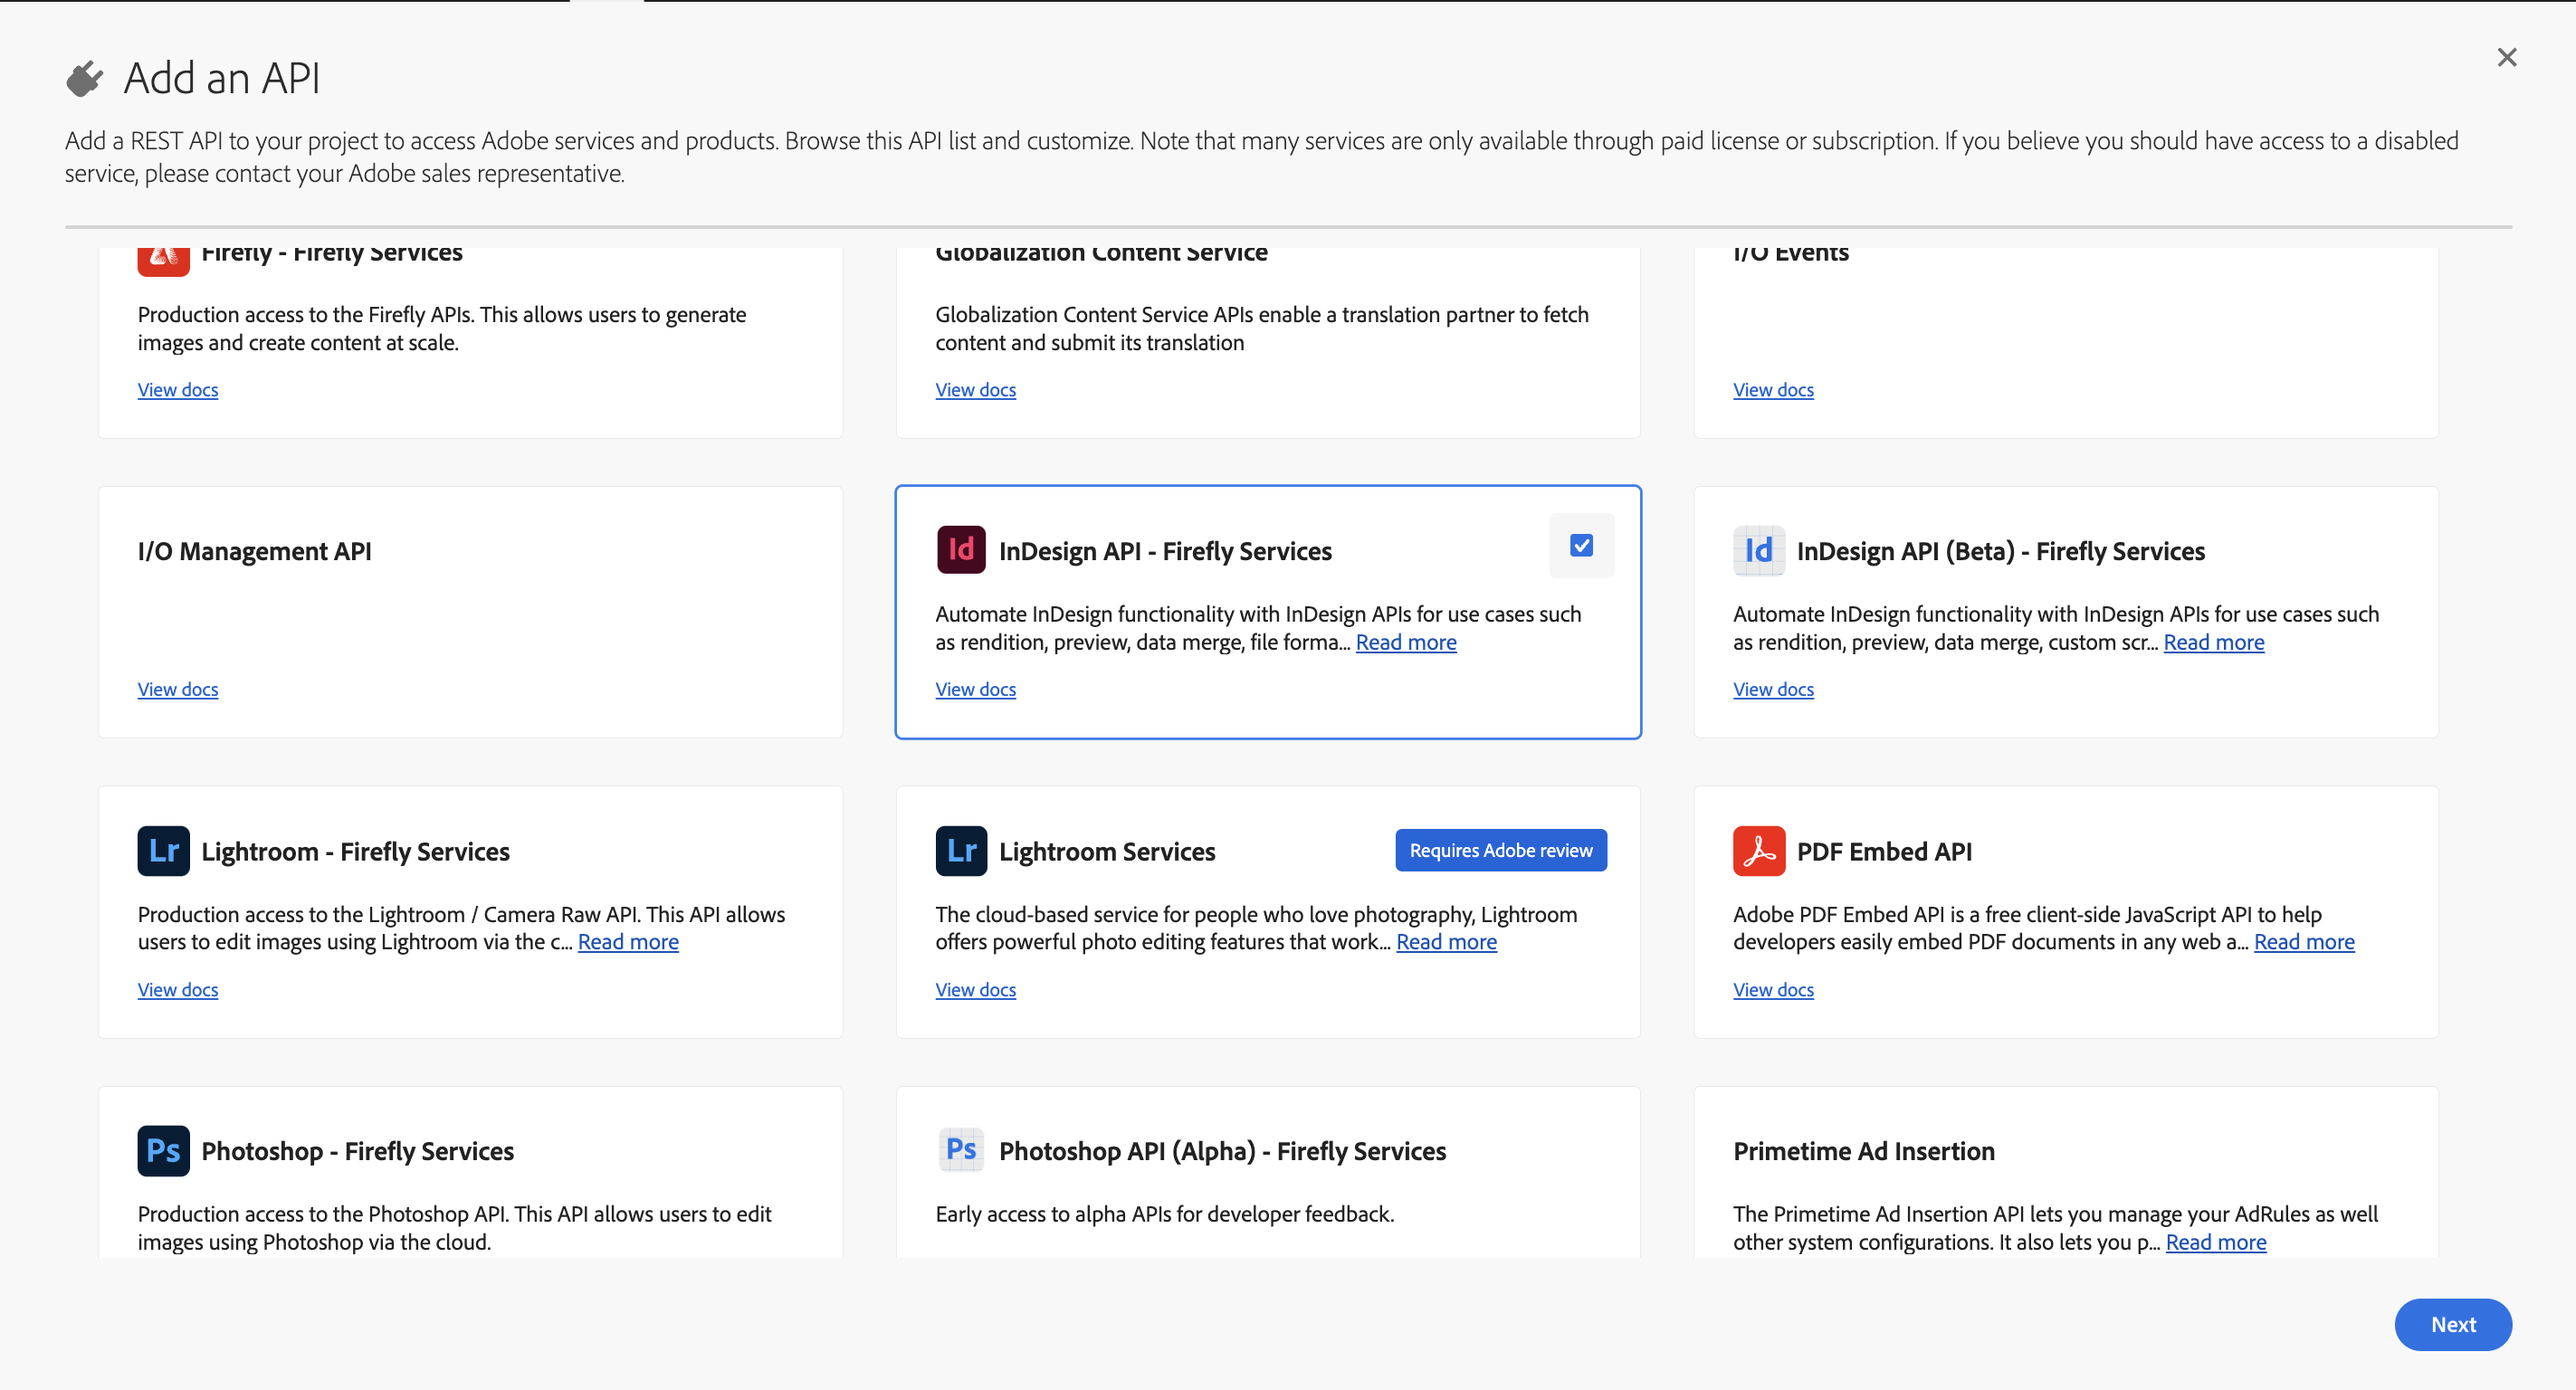 Add an API
Add a REST API to your project to access Adobe services and products. Browse this API list and customize. Note that many services are only available through paid license or subscription. If you believe you should have access to a disabled
service, please contact your Adobe sales representative.
Firefly - Firefly Services
Production access to the Firefly APIs. This allows users to generate
images and create content at scale.
View docs
Globalization Content Service
Globalization Content Service APIs enable a translation partner to fetch
content and submit its translation
View docs
I/O Events
View docs
I/O Management API
View docs
Id InDesign API - Firefly Services
Automate InDesign functionality with InDesign APIs for use cases such
as rendition, preview, data merge, file forma... Read more
View docs
Id InDesign API (Beta) - Firefly Services
Automate InDesign functionality with InDesign APIs for use cases such
as rendition, preview, data merge, custom scr... Read more
View docs
Lr Lightroom - Firefly Services
Production access to the Lightroom / Camera Raw API. This API allows
users to edit images using Lightroom via the c... Read more
View docs
Lr Lightroom Services Requires Adobe review
The cloud-based service for people who love photography, Lightroom
offers powerful photo editing features that work... Read more
View docs
PDF Embed API
Adobe PDF Embed API is a free client-side JavaScript API to help
developers easily embed PDF documents in any web a... Read more
View docs
Ps Photoshop - Firefly Services
Production access to the Photoshop API. This API allows users to edit
images using Photoshop via the cloud.
Ps Photoshop API (Alpha) - Firefly Services
Early access to alpha APIs for developer feedback.
Primetime Ad Insertion
The Primetime Ad Insertion API lets you manage your AdRules as well
other system configurations. It also lets you p... Read more
Next